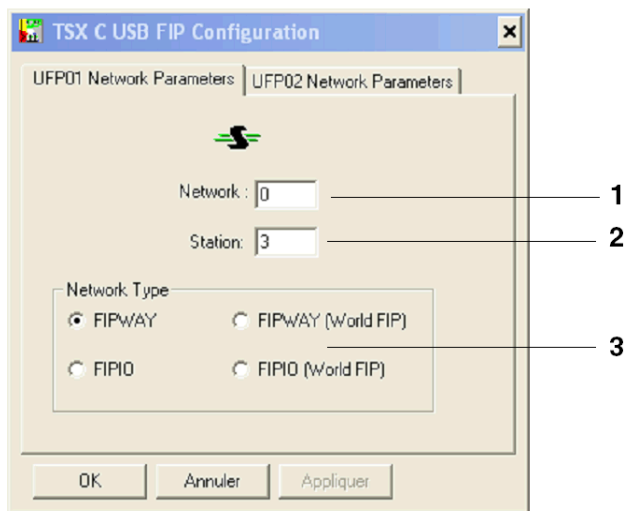 TSX C USB FIP Configuration
UFP01 Network Parameters UFP02 Network Parameters
Network : 0 1
Station: 3 2
Network Type
FIPWAY FIPWAY (World FIP)
3
FIPIO FIPIO (World FIP)
OK Annuler Appliquer